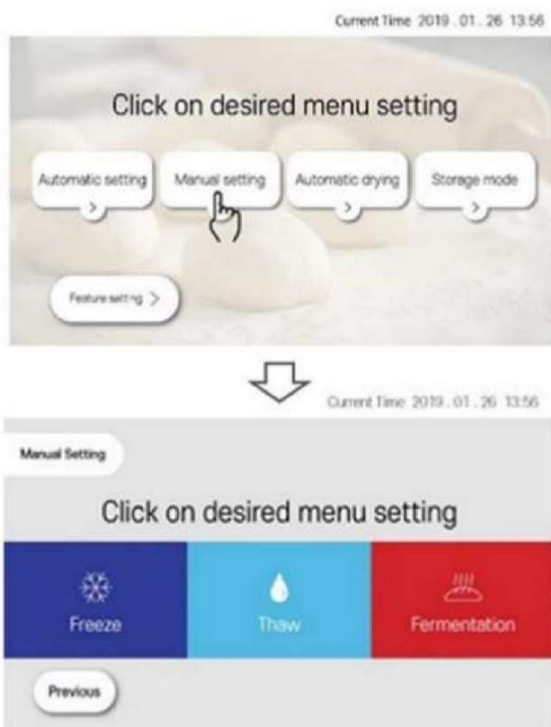 Current Time 2019 . 01 . 26 13:56
Click on desired menu setting
Automatic setting
Manual setting
Automatic drying
Storage mode
Feature setting
Current Time 2019 . 01 . 26 13:56
Manual Setting
Click on desired menu setting
Freeze
Thaw
Fermentation
Previous